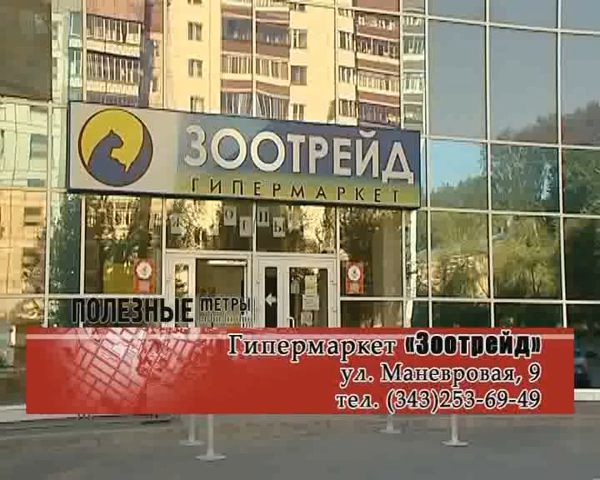 ЗООТРЕЙД
ГИПЕРМАРКЕТ
ПОЛЕЗНЫЕ МЕТРЫ
Гипермаркет «Зоотрейд»
ул. Маневровая, 9
тел. (343)253-69-49